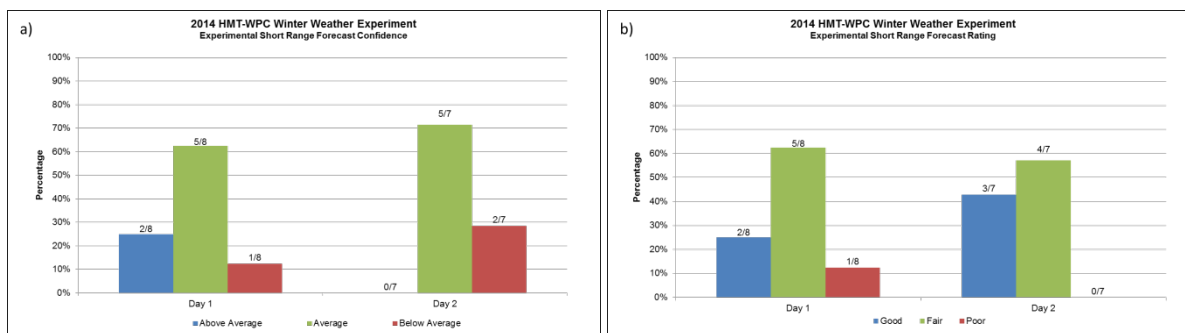 a)
2014 HMT-WPC Winter Weather Experiment
Experimental Short Range Forecast Confidence
100%
90%
80%
70%
60%
50%
40%
30%
20%
10%
0%
Percentage
2/8
5/8
1/8
0/7
5/7
2/7
Day 1
Day 2
Above Average
Average
Below Average
b)
2014 HMT-WPC Winter Weather Experiment
Experimental Short Range Forecast Rating
100%
90%
80%
70%
60%
50%
40%
30%
20%
10%
0%
Percentage
2/8
5/8
1/8
3/7
4/7
0/7
Day 1
Day 2
Good
Fair
Poor